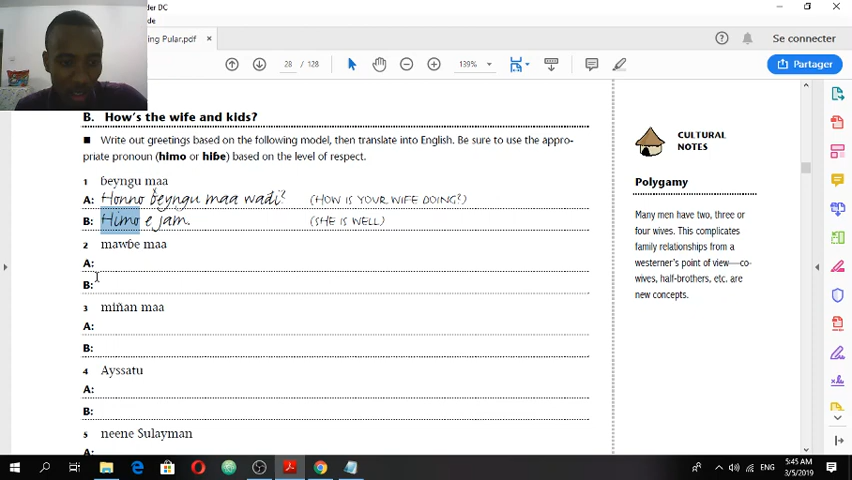 der DC
de
ing Pular.pdf ×
Se connecter
28 / 128
139%
Partager
B. How's the wife and kids?
■ Write out greetings based on the following model, then translate into English. Be sure to use the appro-
priate pronoun (himo or hiɓe) based on the level of respect.
1 ɓeyngu maa
A: Honno ɓeyngu maa waɗi? (HOW IS YOUR WIFE DOING?)
B: Himo e jam. (SHE IS WELL)
2 mawɓe maa
A:
B:
3 miñan maa
A:
B:
4 Ayssatu
A:
B:
5 neene Sulayman
A:
CULTURAL
NOTES
Polygamy
Many men have two, three or
four wives. This complicates
family relationships from a
westerner's point of view—co-
wives, half-brothers, etc. are
new concepts.
ENG
5:45 AM
3/5/2019